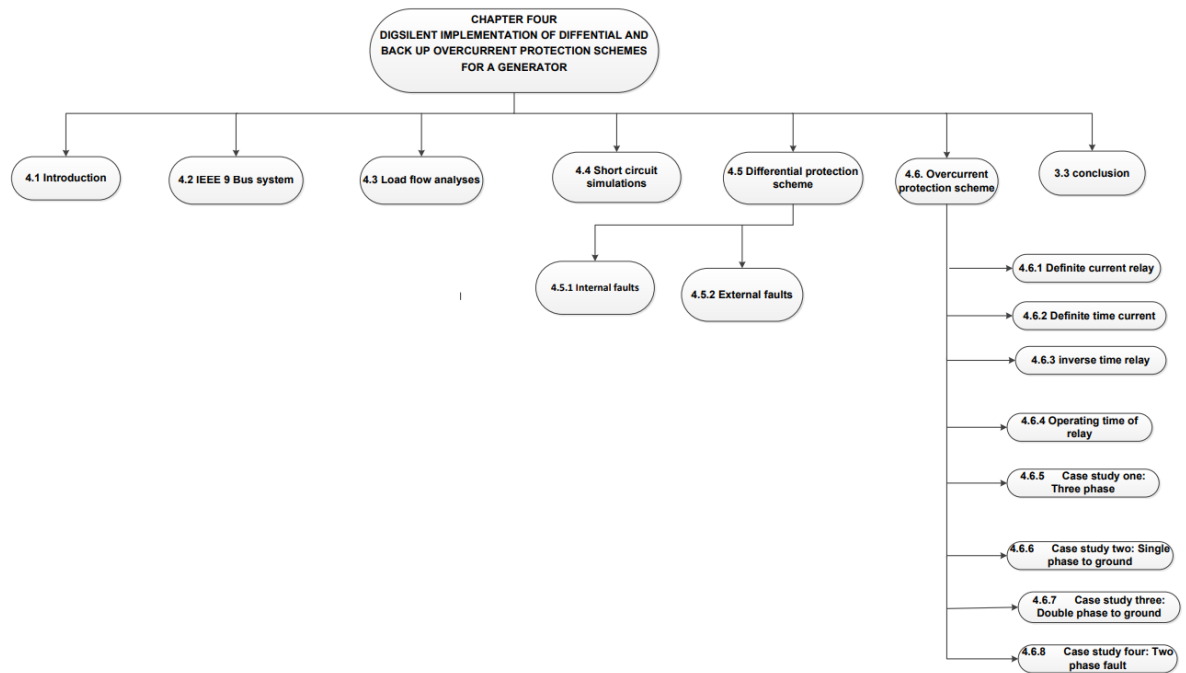 CHAPTER FOUR
DIGSILENT IMPLEMENTATION OF DIFFENTIAL AND
BACK UP OVERCURRENT PROTECTION SCHEMES
FOR A GENERATOR
4.1 Introduction
4.2 IEEE 9 Bus system
4.3 Load flow analyses
4.4 Short circuit
simulations
4.5 Differential protection
scheme
4.6. Overcurrent
protection scheme
3.3 conclusion
4.5.1 Internal faults
4.5.2 External faults
4.6.1 Definite current relay
4.6.2 Definite time current
4.6.3 inverse time relay
4.6.4 Operating time of
relay
4.6.5 Case study one:
Three phase
4.6.6 Case study two: Single
phase to ground
4.6.7 Case study three:
Double phase to ground
4.6.8 Case study four: Two
phase fault